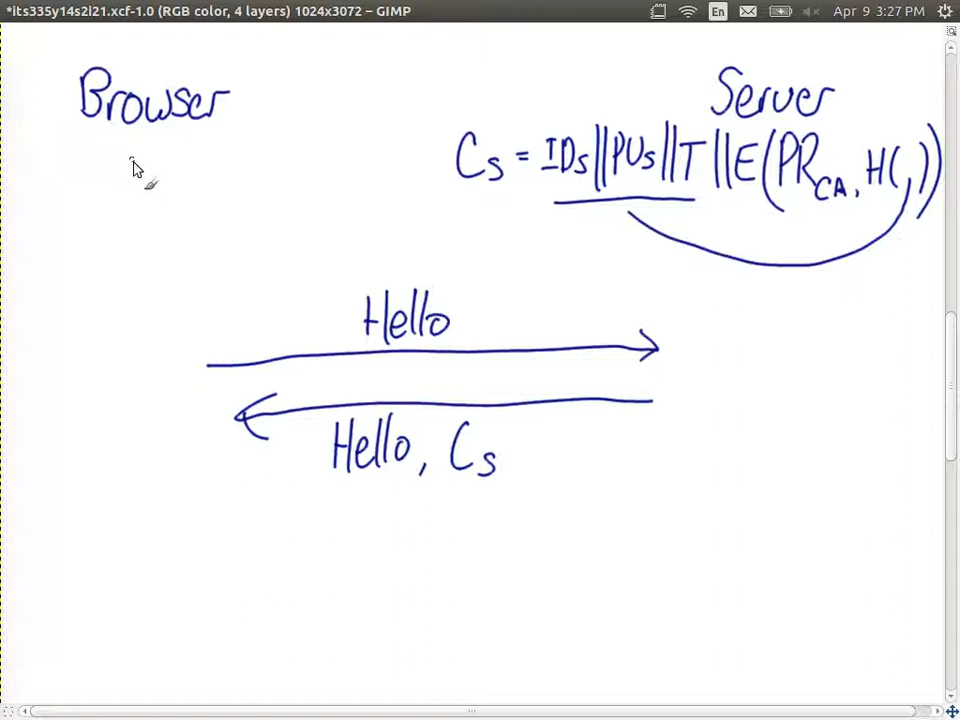 *its335y14s2l21.xcf-1.0 (RGB color, 4 layers) 1024x3072 – GIMP
En
Apr 9 3:27 PM
Browser
Server
Cs = IDs||PUs||T||E(PRCA, H(,))
Hello
Hello, Cs